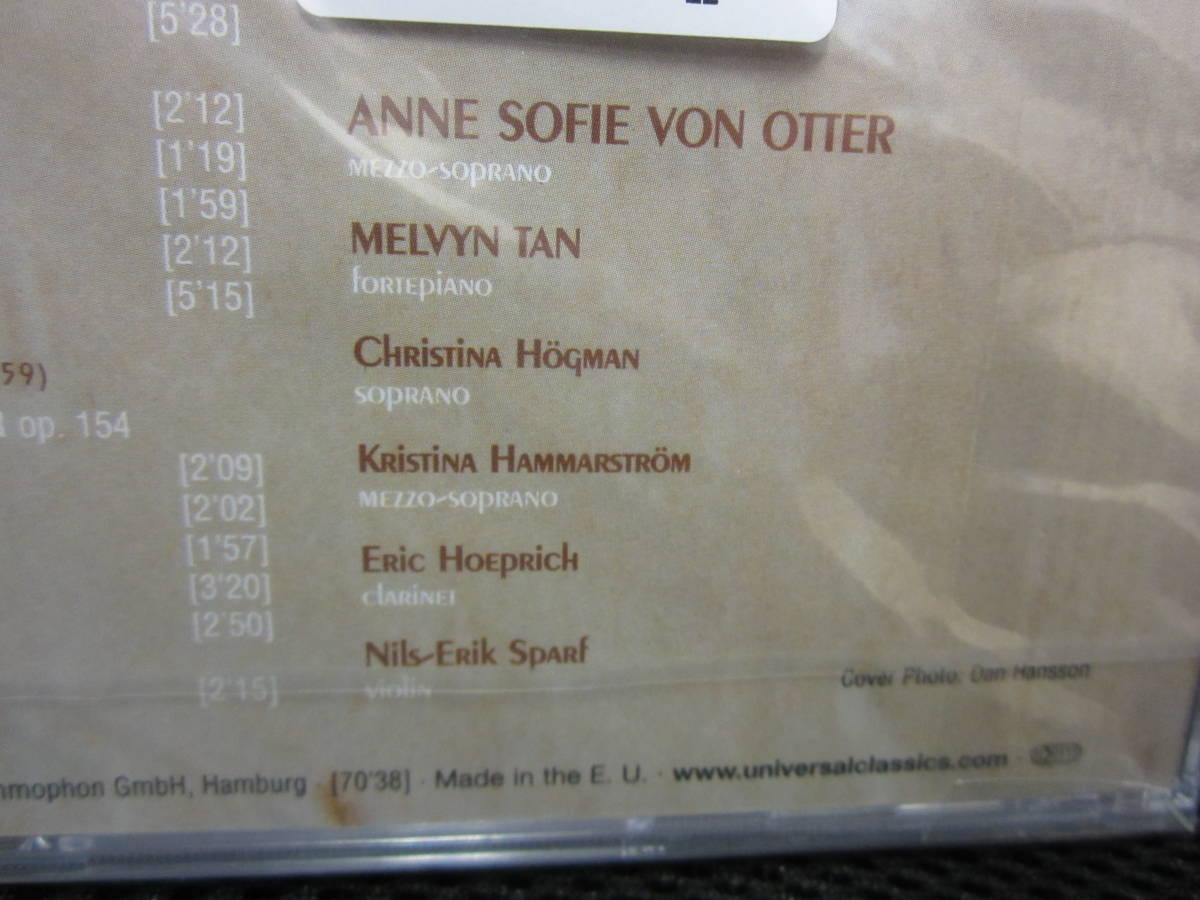 [5'28]
[2'12]
[1'19]
[1'59]
[2'12]
[5'15]
59)
op. 154
[2'09]
[2'02]
[1'57]
[3'20]
[2'50]
[2'15]
ANNE SOFIE VON OTTER
MEZZO-SOPRANO
MELVYN TAN
FORTEPIANO
CHRISTINA HÖGMAN
SOPRANO
KRISTINA HAMMARSTRÖM
MEZZO-SOPRANO
ERIC HOEPRICH
CLARINET
NILS-ERIK SPARF
VIOLIN
Cover Photo: Dan Hansson
mmophon GmbH, Hamburg · [70'38] · Made in the E. U. · www.universalclassics.com ·